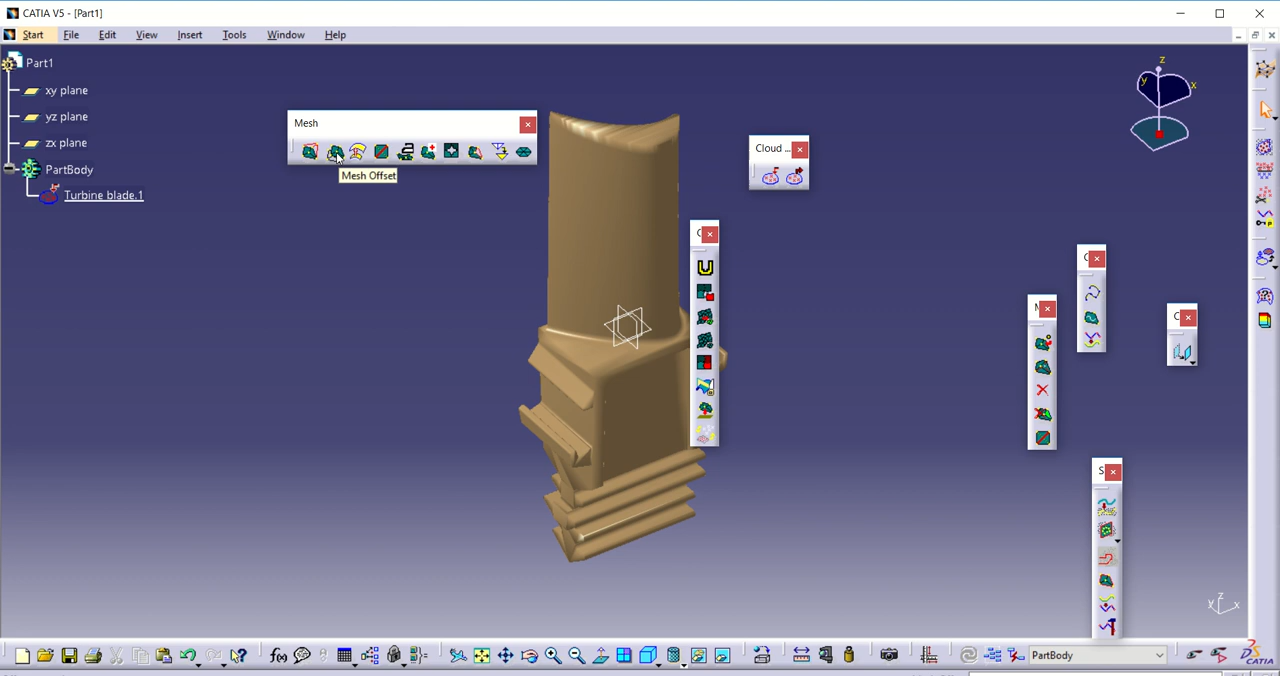 CATIA V5 - [Part1]
Start File Edit View Insert Tools Window Help
Part1
xy plane
yz plane
zx plane
PartBody
Turbine blade.1
Mesh
Mesh Offset
Cloud ...
z
y
x
S
f(x)
PartBody
z
y x
CATIA